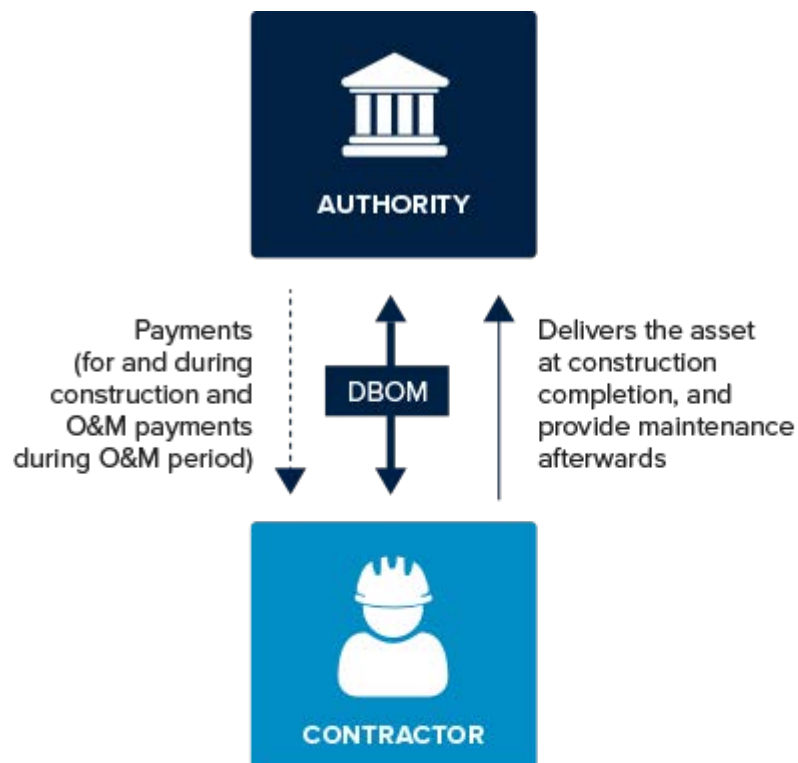 AUTHORITY
Payments
(for and during
construction and
O&M payments
during O&M period)
DBOM
Delivers the asset
at construction
completion, and
provide maintenance
afterwards
CONTRACTOR